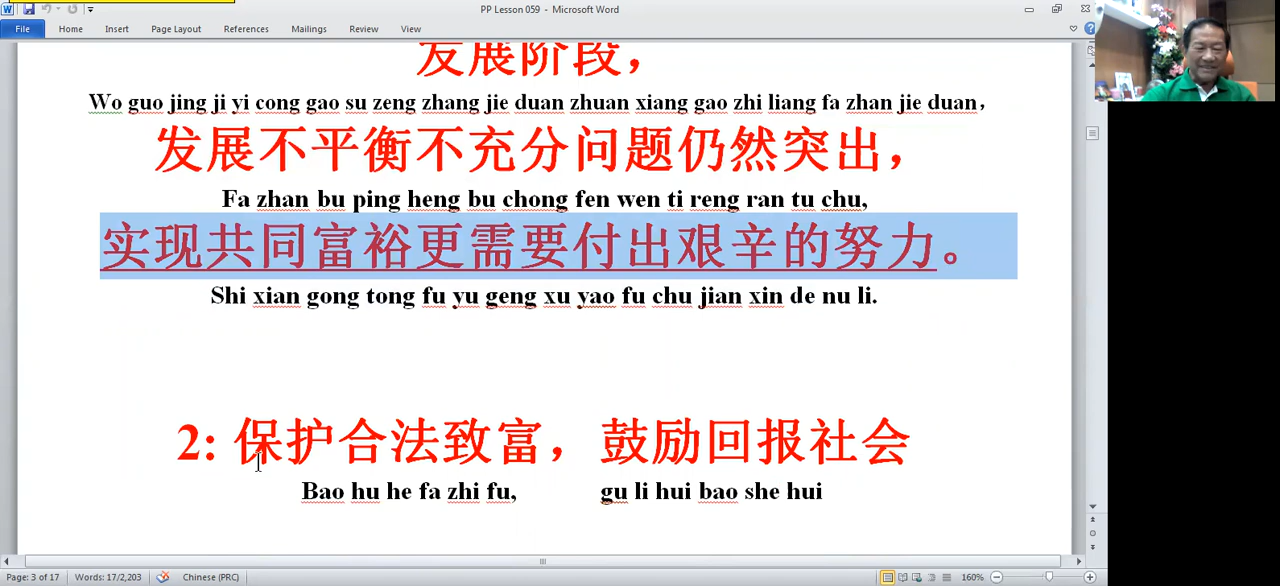 PP Lesson 059 - Microsoft Word
File Home Insert Page Layout References Mailings Review View
发展阶段，
Wo guo jing ji yi cong gao su zeng zhang jie duan zhuan xiang gao zhi liang fa zhan jie duan，
发展不平衡不充分问题仍然突出，
Fa zhan bu ping heng bu chong fen wen ti reng ran tu chu,
实现共同富裕更需要付出艰辛的努力。
Shi xian gong tong fu yu geng xu yao fu chu jian xin de nu li.
2: 保护合法致富，鼓励回报社会
Bao hu he fa zhi fu, gu li hui bao she hui
Page: 3 of 17 Words: 17/2,203 Chinese (PRC) 160%